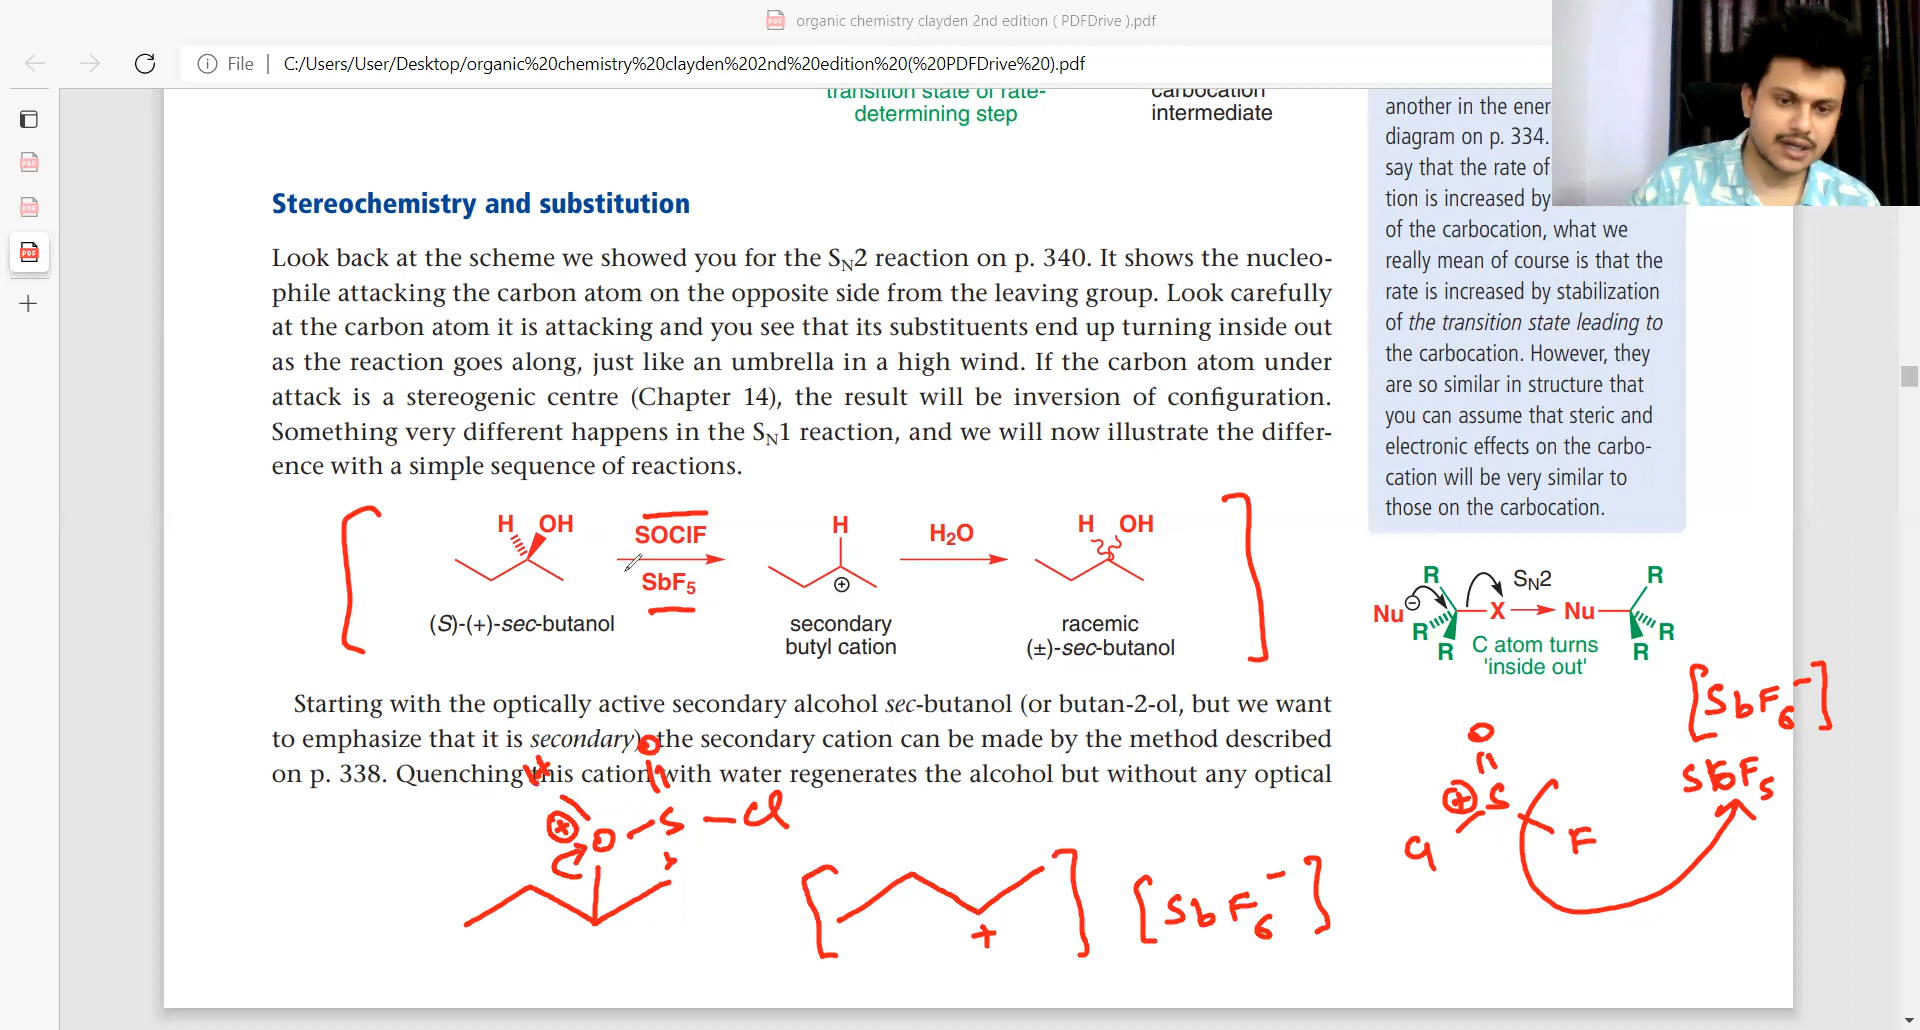 organic chemistry clayden 2nd edition ( PDFDrive ).pdf
File | C:/Users/User/Desktop/organic%20chemistry%20clayden%202nd%20edition%20(%20PDFDrive%20).pdf
transition state of rate-
determining step
carbocation
intermediate
Stereochemistry and substitution
Look back at the scheme we showed you for the SN2 reaction on p. 340. It shows the nucleo-
phile attacking the carbon atom on the opposite side from the leaving group. Look carefully
at the carbon atom it is attacking and you see that its substituents end up turning inside out
as the reaction goes along, just like an umbrella in a high wind. If the carbon atom under
attack is a stereogenic centre (Chapter 14), the result will be inversion of configuration.
Something very different happens in the SN1 reaction, and we will now illustrate the differ-
ence with a simple sequence of reactions.
H OH
SOClF
SbF5
H
⊕
H2O
H OH
(S)-(+)-sec-butanol
secondary
butyl cation
racemic
(±)-sec-butanol
Starting with the optically active secondary alcohol sec-butanol (or butan-2-ol, but we want
to emphasize that it is secondary), the secondary cation can be made by the method described
on p. 338. Quenching this cation with water regenerates the alcohol but without any optical
another in the ener
diagram on p. 334.
say that the rate of
tion is increased by
of the carbocation, what we
really mean of course is that the
rate is increased by stabilization
of the transition state leading to
the carbocation. However, they
are so similar in structure that
you can assume that steric and
electronic effects on the carbo-
cation will be very similar to
those on the carbocation.
R SN2 R
Nu ⊖ X Nu
R R
R R
C atom turns
'inside out'
[SbF6-]
SbF5
O
⊕ S
Cl F
H O
⊕ O - S - Cl
[ + ] [SbF6-]
PDF
PDF
PDF
PDF